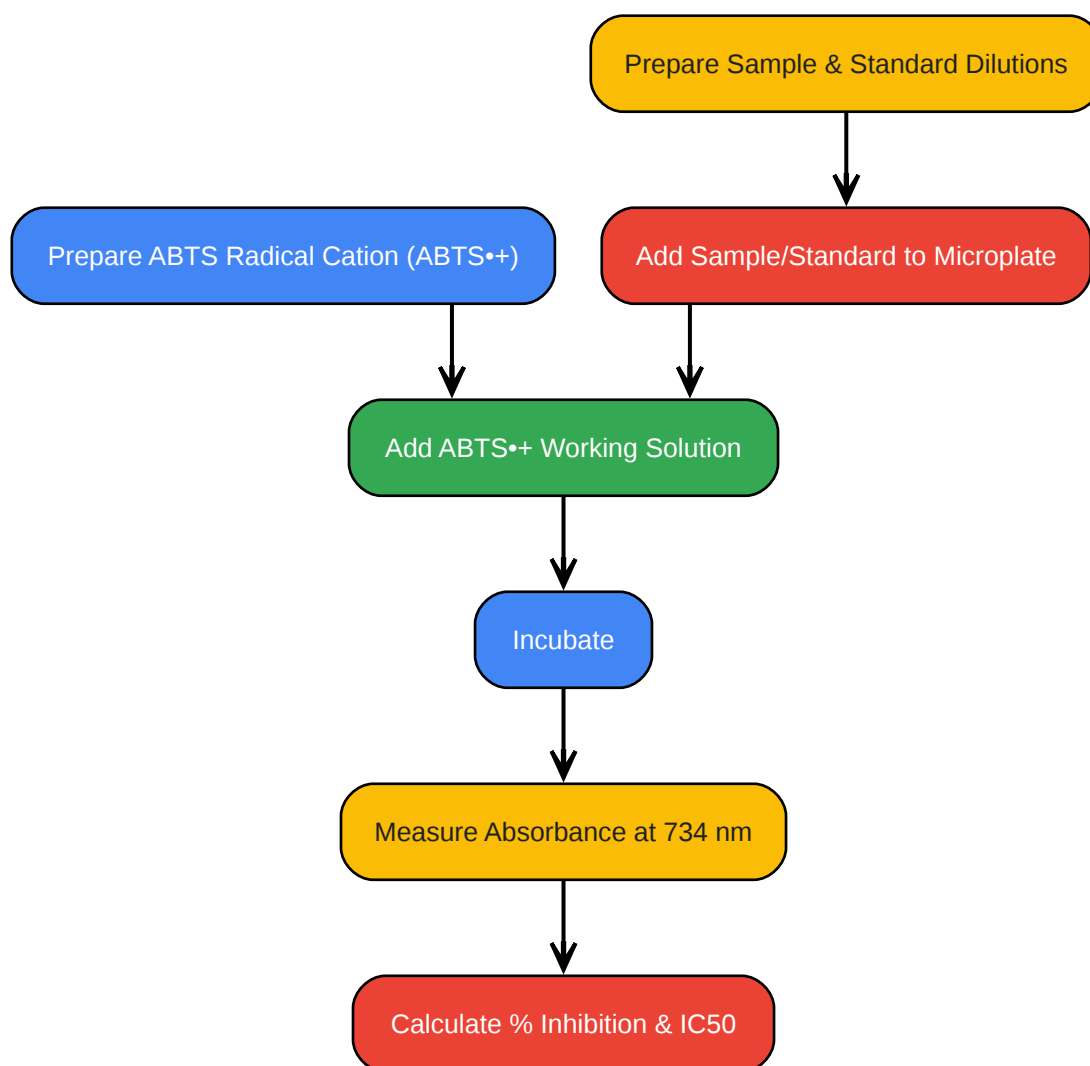 Prepare Sample & Standard Dilutions
Prepare ABTS Radical Cation (ABTS•+)
Add Sample/Standard to Microplate
Add ABTS•+ Working Solution
Incubate
Measure Absorbance at 734 nm
Calculate % Inhibition & IC50